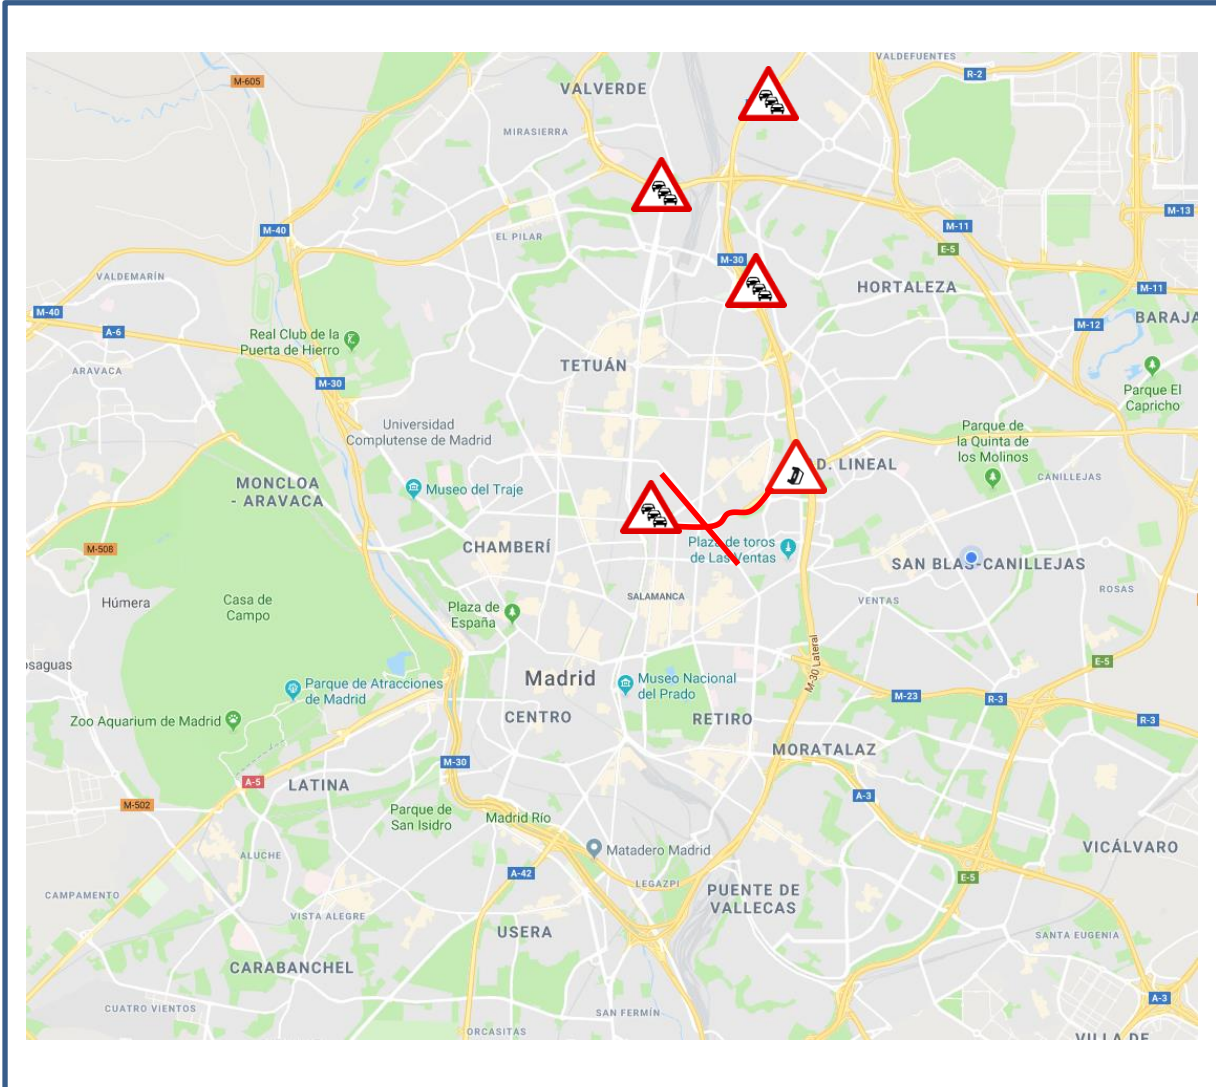 VALDEFUENTES
R-2
M-605
VALVERDE
MIRASIERRA
M-13
M-40
M-11
EL PILAR
E-5
M-30
VALDEMARÍN
HORTALEZA
M-11
M-40
BARAJA
M-12
A-6
Real Club de la
Puerta de Hierro
TETUÁN
ARAVACA
M-30
Parque El
Capricho
Universidad
Complutense de Madrid
Parque de
la Quinta de
los Molinos
D. LINEAL
CANILLEJAS
MONCLOA
- ARAVACA
Museo del Traje
Plaza de toros
de Las Ventas
M-508
CHAMBERÍ
SAN BLAS-CANILLEJAS
ROSAS
Húmera
Casa de
Campo
Plaza de
España
SALAMANCA
VENTAS
osaguas
M-30 Lateral
E-5
Parque de Atracciones
de Madrid
Madrid
Museo Nacional
del Prado
M-23
R-3
Zoo Aquarium de Madrid
CENTRO
RETIRO
R-3
MORATALAZ
M-30
A-5
LATINA
A-3
M-502
Parque de
San Isidro
Madrid Río
Matadero Madrid
VICÁLVARO
ALUCHE
A-42
LEGAZPI
E-5
CAMPAMENTO
PUENTE DE
VALLECAS
VISTA ALEGRE
USERA
SANTA EUGENIA
CARABANCHEL
A-3
CUATRO VIENTOS
SAN FERMÍN
ORCASITAS
VILLA DE